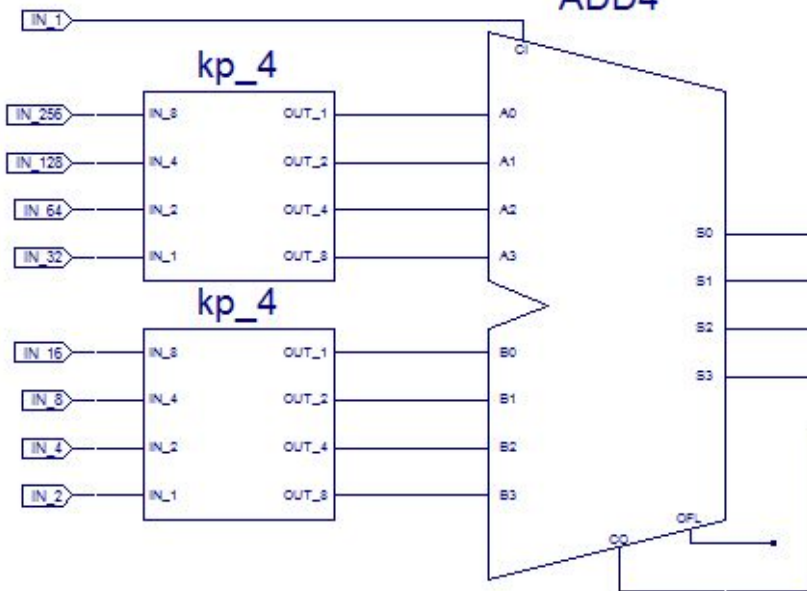 ADD4
IN_1
CI
kp_4
IN_256 IN_8 OUT_1 A0
IN_128 IN_4 OUT_2 A1
IN_64 IN_2 OUT_4 A2
IN_32 IN_1 OUT_8 A3
S0
S1
S2
S3
kp_4
IN_16 IN_8 OUT_1 B0
IN_8 IN_4 OUT_2 B1
IN_4 IN_2 OUT_4 B2
IN_2 IN_1 OUT_8 B3
OFL
CO